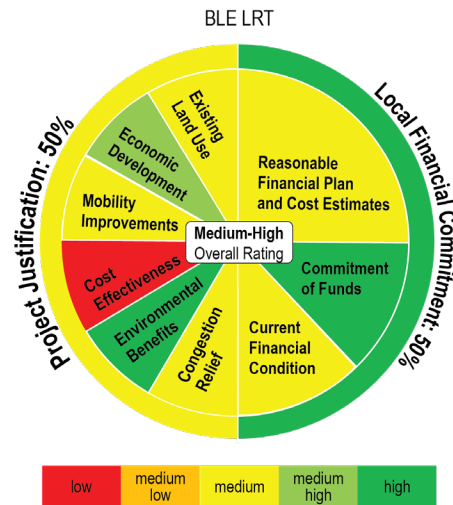 BLE LRT
Project Justification: 50%
Local Financial Commitment: 50%
Existing
Land Use
Economic
Development
Mobility
Improvements
Cost
Effectiveness
Environmental
Benefits
Congestion
Relief
Reasonable
Financial Plan
and Cost Estimates
Commitment
of Funds
Current
Financial
Condition
Medium-High
Overall Rating
low
medium
low
medium
medium
high
high